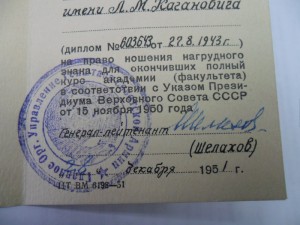 имени Л. М. Кагановича
(диплом № 603643 от 27.8.1943 г.)
на право ношения нагрудного
знака для окончивших полный
курс академии (факультета)
в соответствии с Указом Прези-
диума Верховного Совета СССР
от 15 ноября 1950 года
Генерал-лейтенант
(Шелахов)
декабря 1951 г.